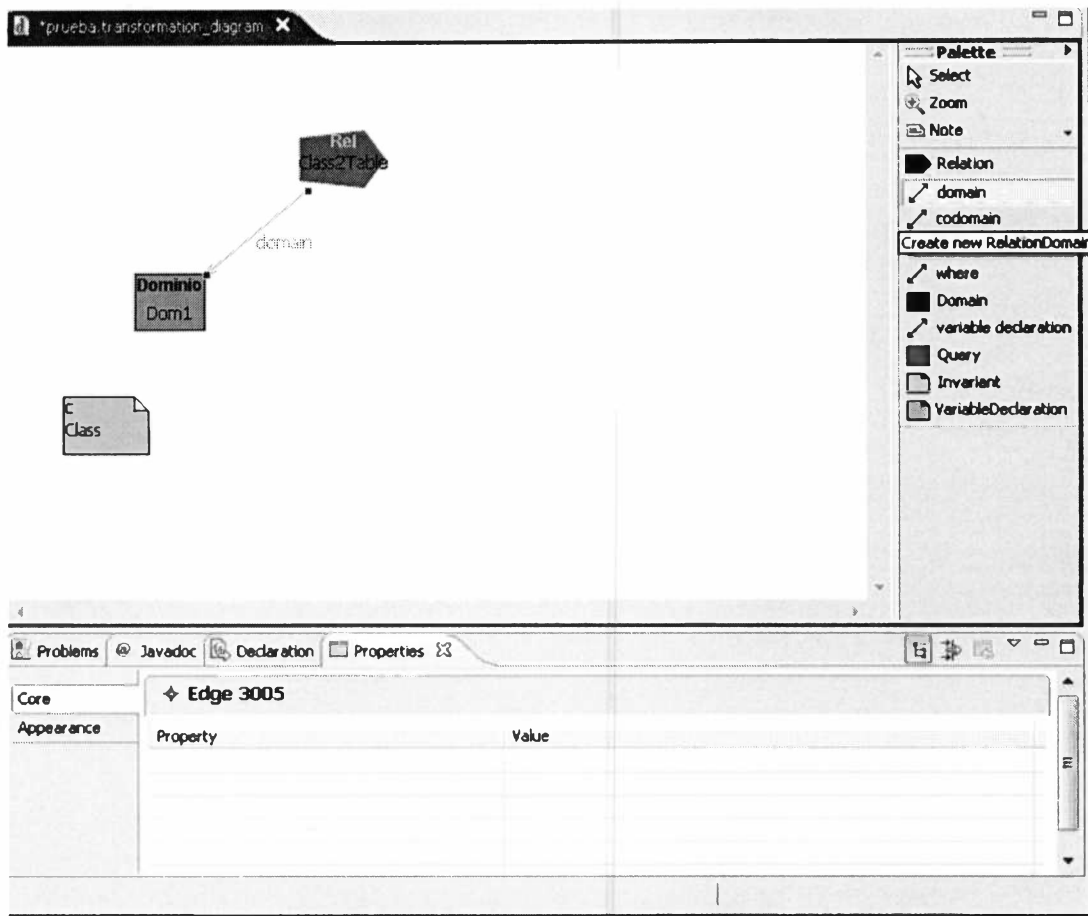 *prueba.transformation_diagram
Palette
Select
Zoom
Note
Relation
domain
codomain
Create new RelationDomain
where
Domain
variable declaration
Query
Invariant
VariableDeclaration
Rel
Class2Table
domain
Dominio
Dom1
C
Class
Problems @ Javadoc Declaration Properties
Core
Appearance
Edge 3005
Property Value